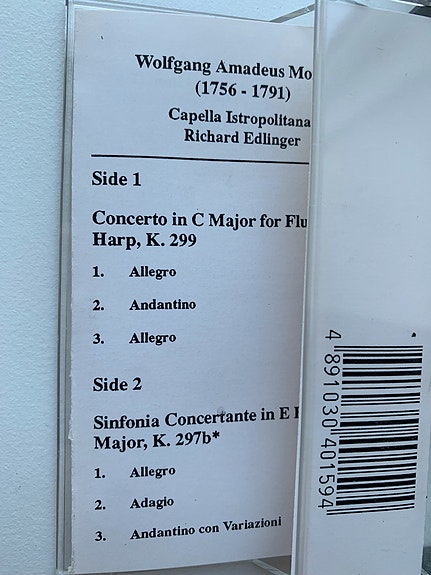 Wolfgang Amadeus Mo
(1756 - 1791)
Capella Istropolitana
Richard Edlinger
Side 1
Concerto in C Major for Flu
Harp, K. 299
1. Allegro
2. Andantino
3. Allegro
Side 2
Sinfonia Concertante in E
Major, K. 297b*
1. Allegro
2. Adagio
3. Andantino con Variazioni
4 891030 401594